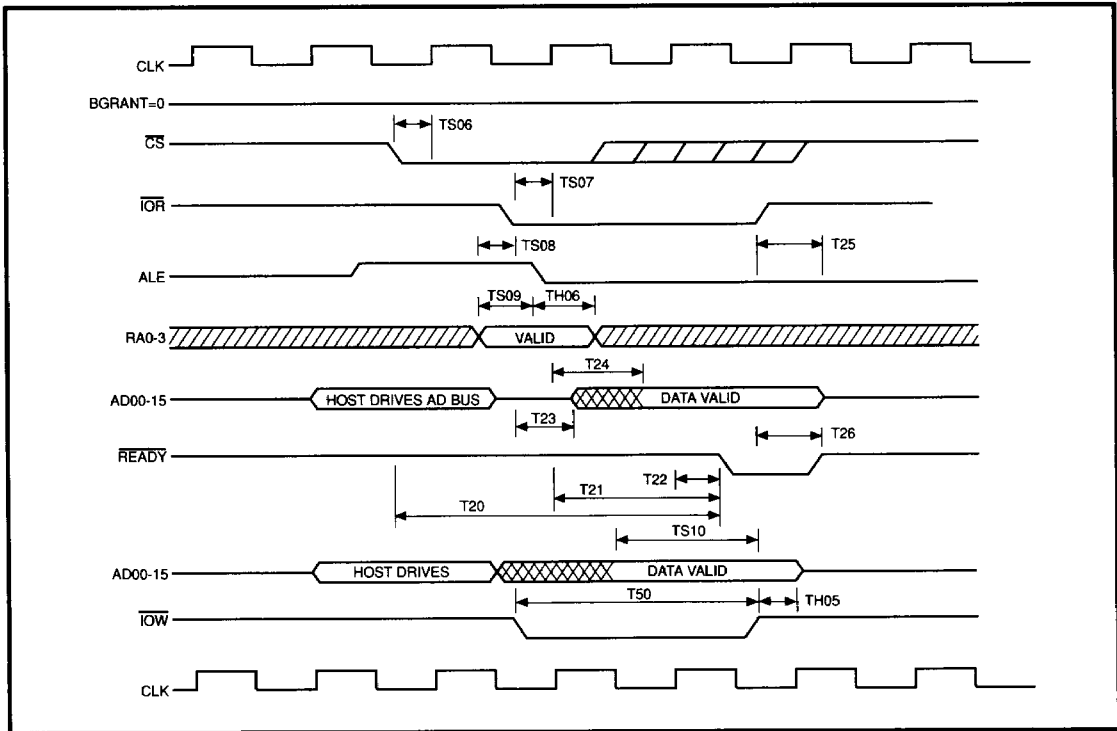 CLK
BGRANT=0
TS06
CS
TS07
IOR
TS08
T25
ALE
TS09 TH06
RA0-3 VALID
T24
AD00-15 HOST DRIVES AD BUS DATA VALID
T23
T26
READY
T22
T21
T20
TS10
AD00-15 HOST DRIVES DATA VALID
T50
TH05
IOW
CLK